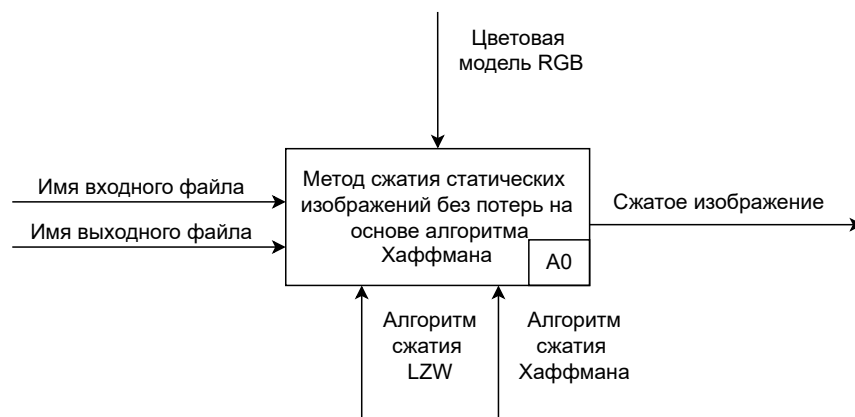 Цветовая
модель RGB
Имя входного файла
Имя выходного файла
Метод сжатия статических
изображений без потерь на
основе алгоритма
Хаффмана
A0
Сжатое изображение
Алгоритм
сжатия
LZW
Алгоритм
сжатия
Хаффмана